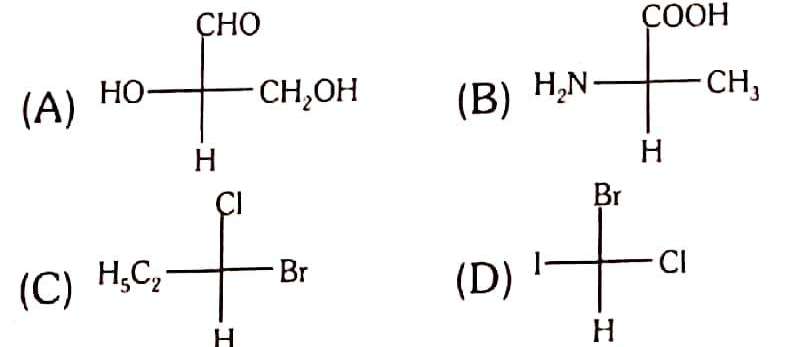 CHO
(A) HO CH₂OH
H
COOH
(B) H₂N CH₃
H
Cl
(C) H₅C₂ Br
H
Br
(D) I Cl
H